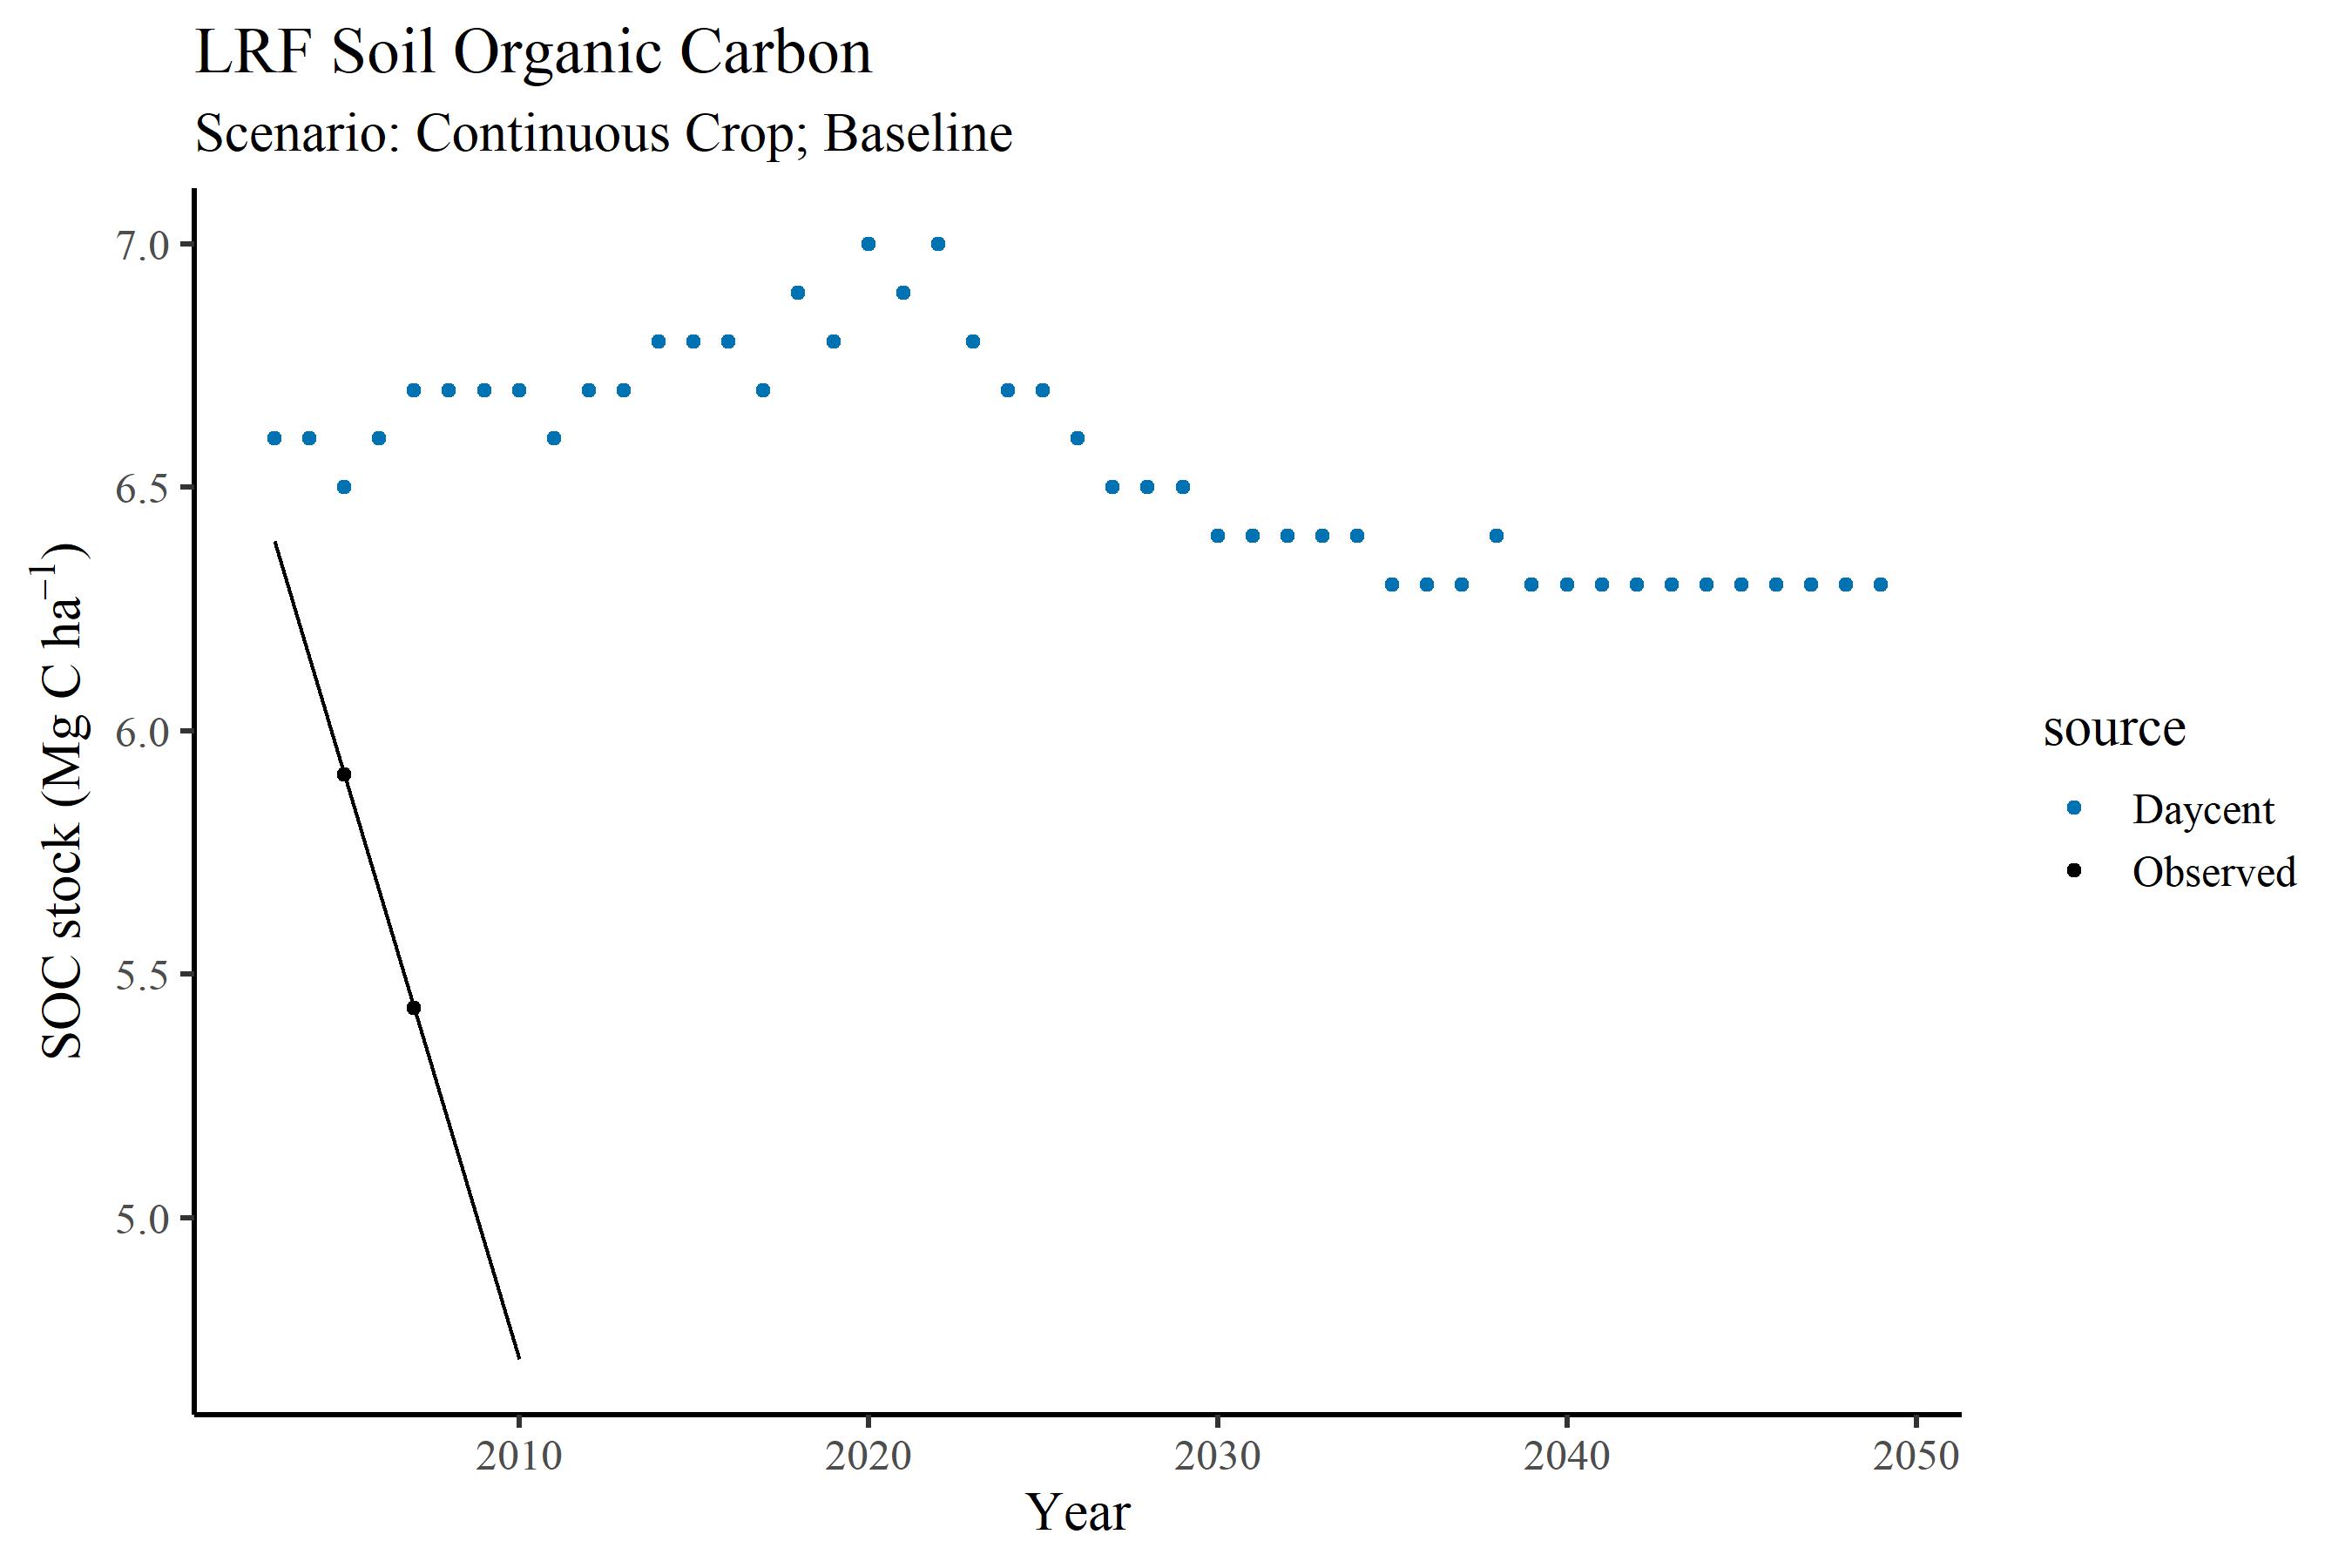 LRF Soil Organic Carbon
Scenario: Continuous Crop; Baseline
SOC stock (Mg C ha⁻¹)
7.0
6.5
6.0
5.5
5.0
2010 2020 2030 2040 2050
Year
source
Daycent
Observed